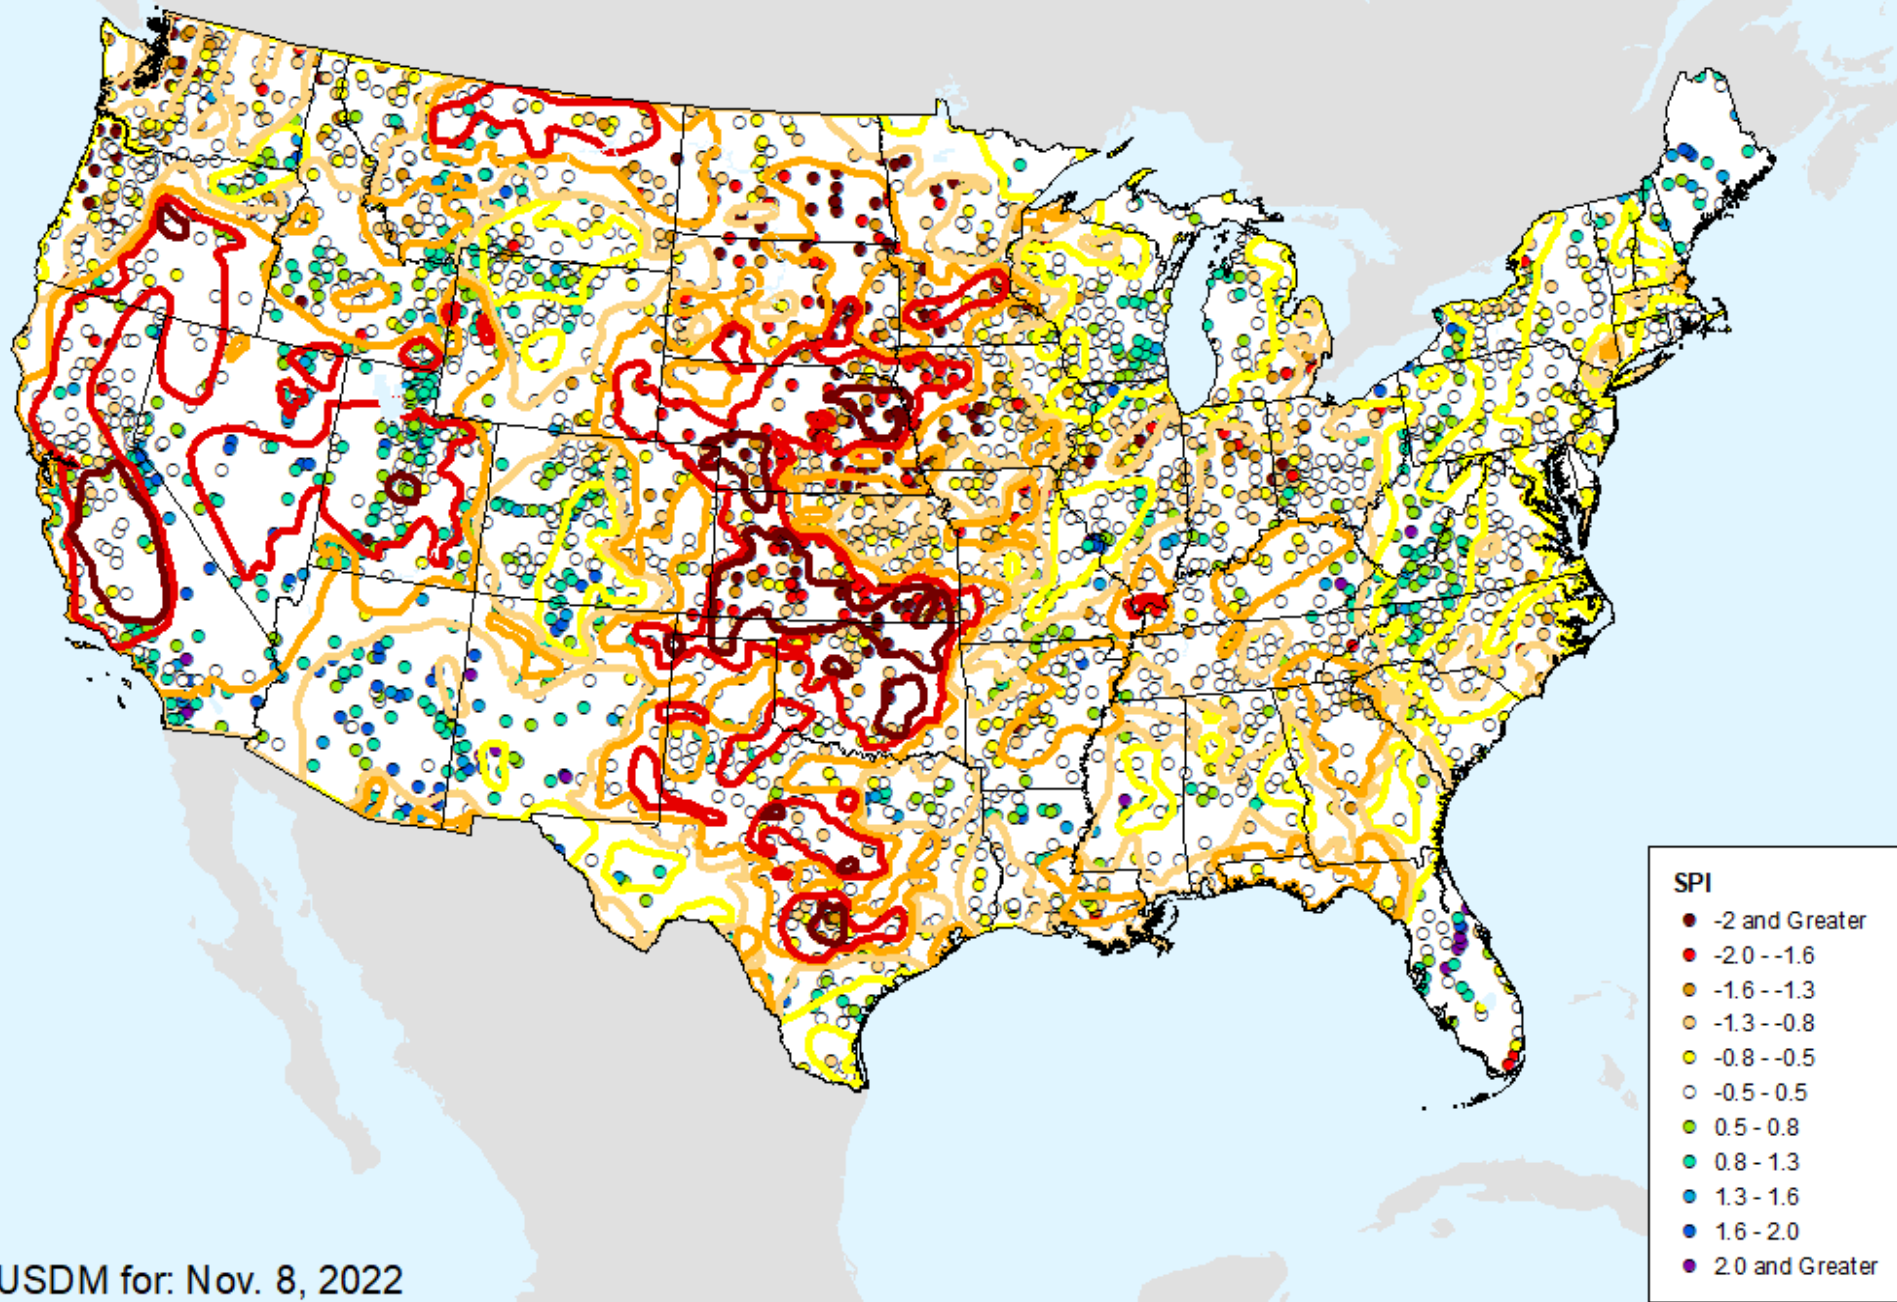 SPI
-2 and Greater
-2.0 - -1.6
-1.6 - -1.3
-1.3 - -0.8
-0.8 - -0.5
-0.5 - 0.5
0.5 - 0.8
0.8 - 1.3
1.3 - 1.6
1.6 - 2.0
2.0 and Greater
USDM for: Nov. 8, 2022